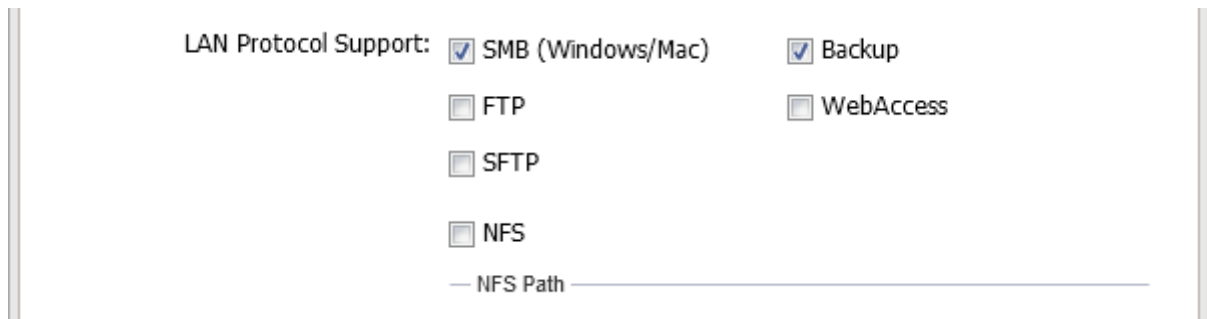 LAN Protocol Support: SMB (Windows/Mac) Backup
FTP WebAccess
SFTP
NFS
NFS Path